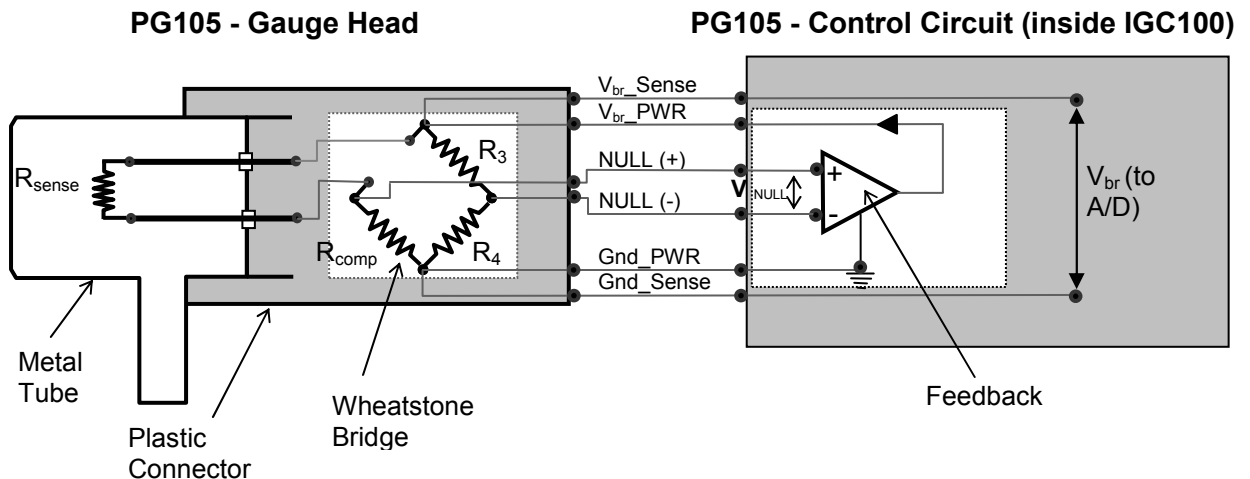 PG105 - Gauge Head
PG105 - Control Circuit (inside IGC100)
Vbr_Sense
Vbr_PWR
R3
NULL (+)
Rsense
V
NULL
+
-
Vbr (to
A/D)
NULL (-)
Rcomp
R4
Gnd_PWR
Gnd_Sense
Metal
Tube
Wheatstone
Bridge
Feedback
Plastic
Connector